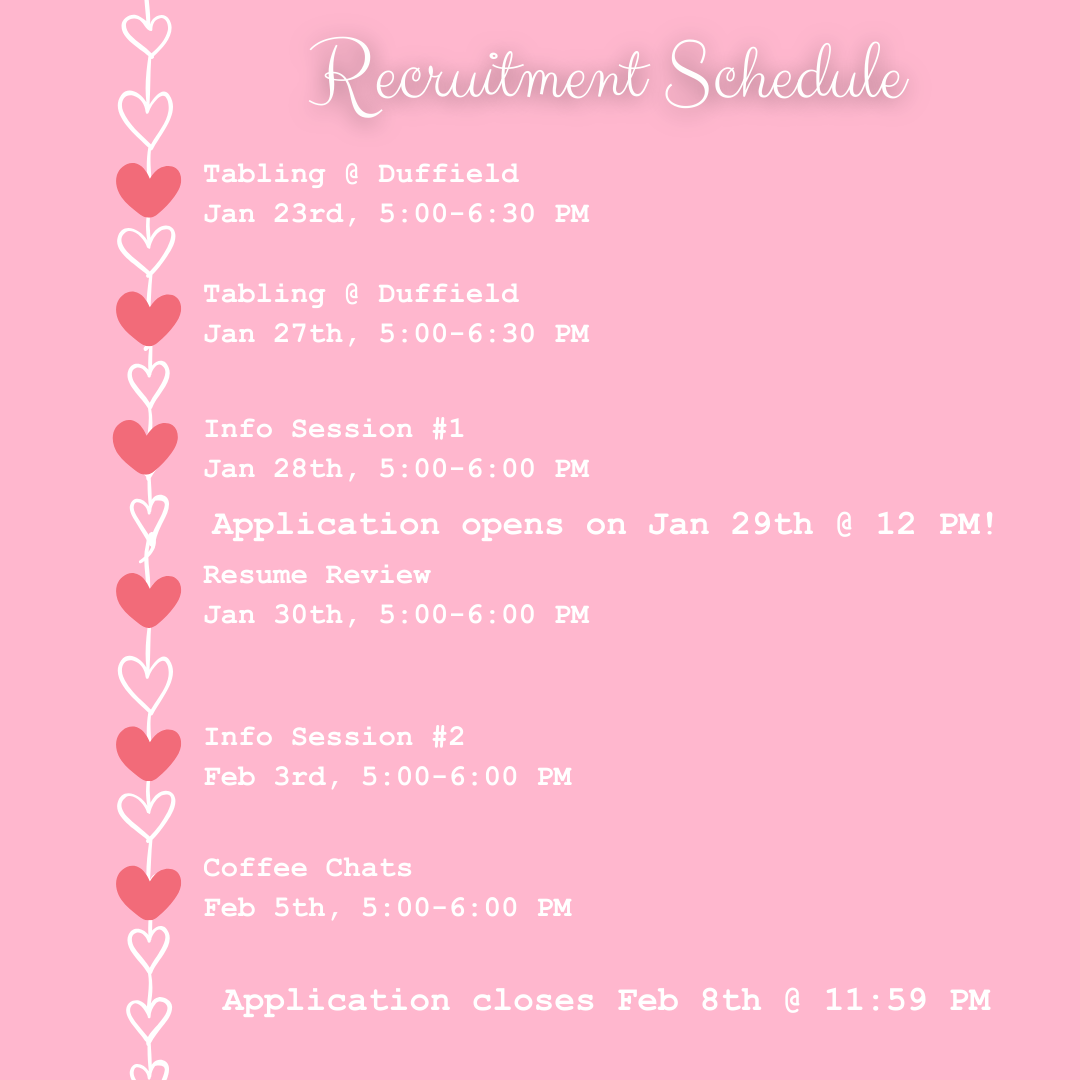 Recruitment Schedule
Tabling @ Duffield
Jan 23rd, 5:00-6:30 PM
Tabling @ Duffield
Jan 27th, 5:00-6:30 PM
Info Session #1
Jan 28th, 5:00-6:00 PM
Application opens on Jan 29th @ 12 PM!
Resume Review
Jan 30th, 5:00-6:00 PM
Info Session #2
Feb 3rd, 5:00-6:00 PM
Coffee Chats
Feb 5th, 5:00-6:00 PM
Application closes Feb 8th @ 11:59 PM